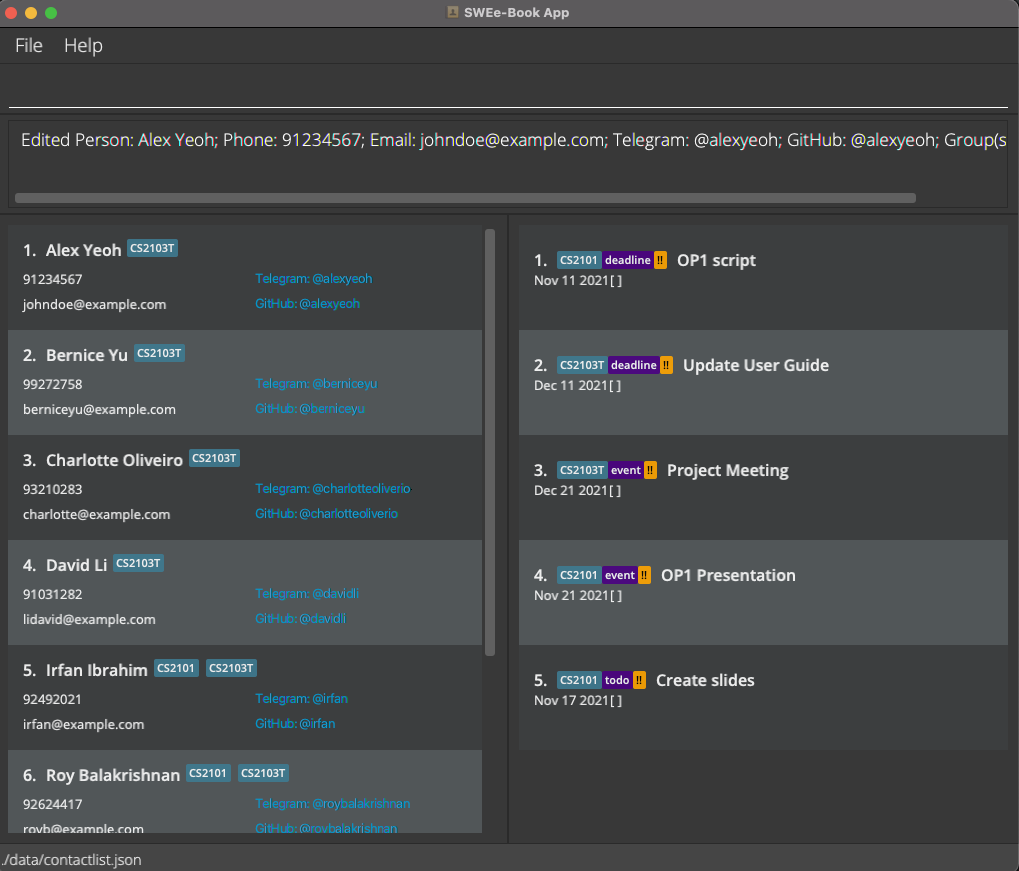 SWEe-Book App
File Help
Edited Person: Alex Yeoh; Phone: 91234567; Email: johndoe@example.com; Telegram: @alexyeoh; GitHub: @alexyeoh; Group(s
1. Alex Yeoh CS2103T
91234567 Telegram: @alexyeoh
johndoe@example.com GitHub: @alexyeoh
2. Bernice Yu CS2103T
99272758 Telegram: @berniceyu
berniceyu@example.com GitHub: @berniceyu
3. Charlotte Oliveiro CS2103T
93210283 Telegram: @charlotteoliverio
charlotte@example.com GitHub: @charlotteoliverio
4. David Li CS2103T
91031282 Telegram: @davidli
lidavid@example.com GitHub: @davidli
5. Irfan Ibrahim CS2101 CS2103T
92492021 Telegram: @irfan
irfan@example.com GitHub: @irfan
6. Roy Balakrishnan CS2101 CS2103T
92624417 Telegram: @roybalakrishnan
royb@example.com GitHub: @roybalakrishnan
1. CS2101 deadline !! OP1 script
Nov 11 2021[ ]
2. CS2103T deadline !! Update User Guide
Dec 11 2021[ ]
3. CS2103T event !! Project Meeting
Dec 21 2021[ ]
4. CS2101 event !! OP1 Presentation
Nov 21 2021[ ]
5. CS2101 todo !! Create slides
Nov 17 2021[ ]
./data/contactlist.json